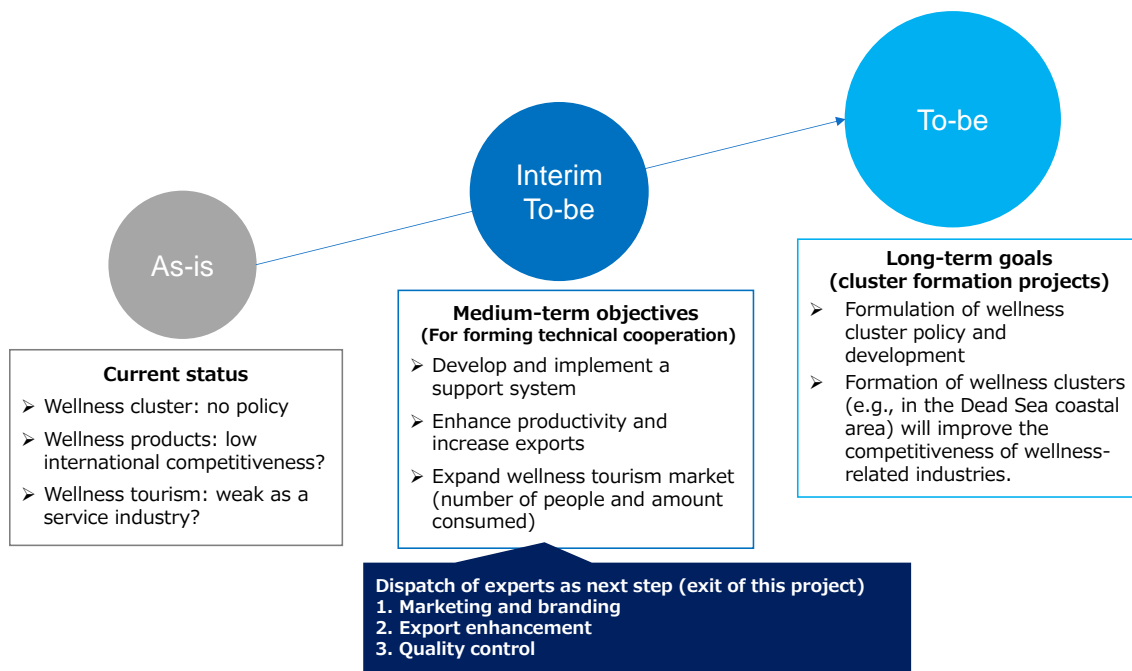 As-is
Current status
➢ Wellness cluster: no policy
➢ Wellness products: low
international competitiveness?
➢ Wellness tourism: weak as a
service industry?
Interim
To-be
Medium-term objectives
(For forming technical cooperation)
➢ Develop and implement a
support system
➢ Enhance productivity and
increase exports
➢ Expand wellness tourism market
(number of people and amount
consumed)
Dispatch of experts as next step (exit of this project)
1. Marketing and branding
2. Export enhancement
3. Quality control
To-be
Long-term goals
(cluster formation projects)
➢ Formulation of wellness
cluster policy and
development
➢ Formation of wellness clusters
(e.g., in the Dead Sea coastal
area) will improve the
competitiveness of wellness-
related industries.